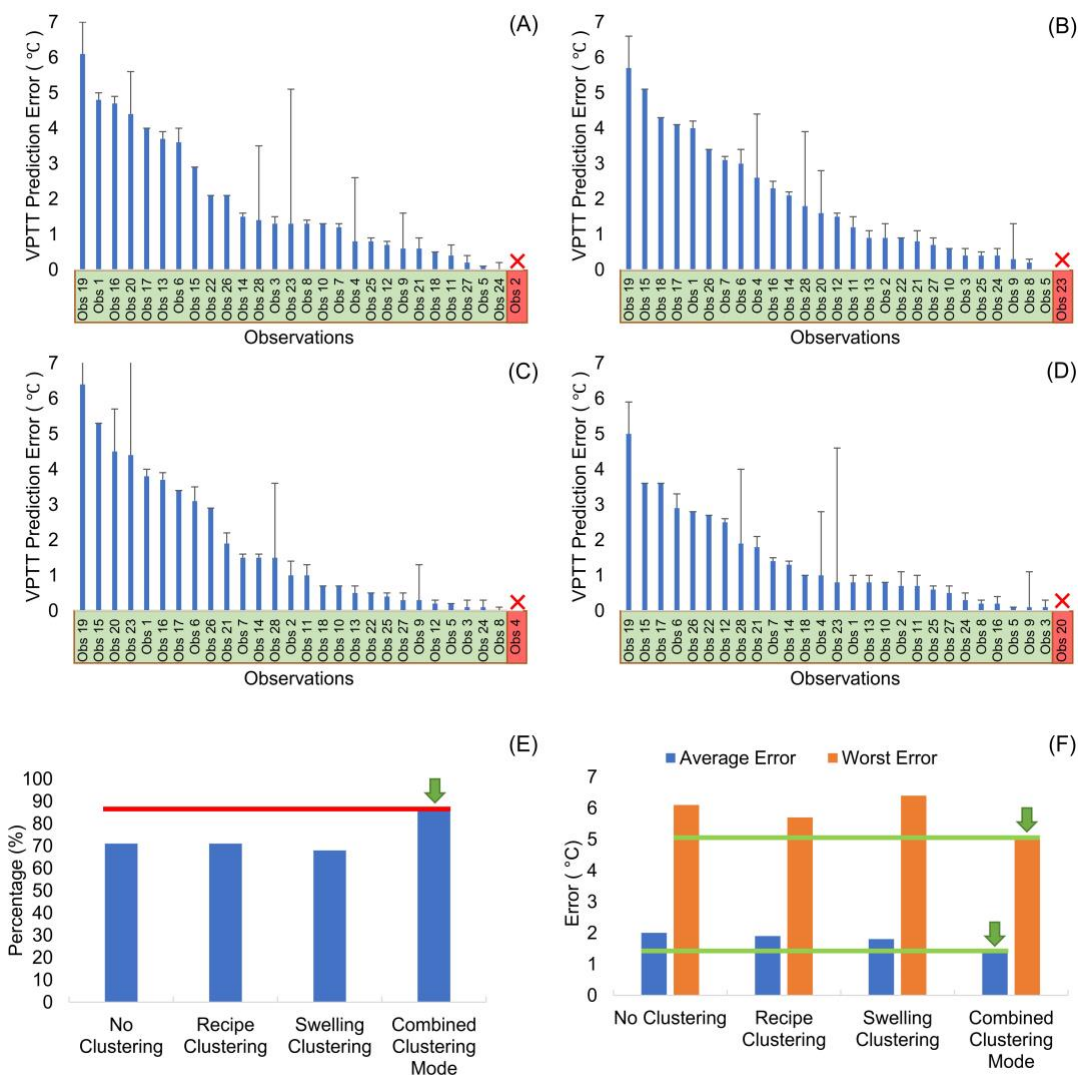 (A)
VPTT Prediction Error ( °C)
7
6
5
4
3
2
1
0
Obs 19
Obs 1
Obs 16
Obs 20
Obs 17
Obs 13
Obs 6
Obs 15
Obs 22
Obs 26
Obs 14
Obs 28
Obs 3
Obs 23
Obs 8
Obs 10
Obs 7
Obs 4
Obs 25
Obs 12
Obs 9
Obs 21
Obs 18
Obs 11
Obs 27
Obs 5
Obs 24
Obs 2
Observations
(B)
VPTT Prediction Error ( °C)
7
6
5
4
3
2
1
0
Obs 19
Obs 15
Obs 18
Obs 17
Obs 1
Obs 26
Obs 7
Obs 6
Obs 4
Obs 16
Obs 14
Obs 28
Obs 20
Obs 12
Obs 11
Obs 13
Obs 2
Obs 22
Obs 21
Obs 27
Obs 10
Obs 3
Obs 25
Obs 24
Obs 9
Obs 8
Obs 5
Obs 23
Observations
(C)
VPTT Prediction Error ( °C)
7
6
5
4
3
2
1
0
Obs 19
Obs 15
Obs 20
Obs 23
Obs 1
Obs 16
Obs 17
Obs 6
Obs 26
Obs 21
Obs 7
Obs 14
Obs 28
Obs 2
Obs 11
Obs 18
Obs 10
Obs 13
Obs 22
Obs 25
Obs 27
Obs 9
Obs 12
Obs 5
Obs 3
Obs 24
Obs 8
Obs 4
Observations
(D)
VPTT Prediction Error ( °C)
7
6
5
4
3
2
1
0
Obs 19
Obs 15
Obs 17
Obs 6
Obs 26
Obs 22
Obs 12
Obs 28
Obs 21
Obs 7
Obs 14
Obs 18
Obs 4
Obs 23
Obs 11
Obs 13
Obs 10
Obs 2
Obs 1
Obs 25
Obs 27
Obs 24
Obs 8
Obs 16
Obs 5
Obs 9
Obs 3
Obs 20
Observations
(E)
Percentage (%)
100
90
80
70
60
50
40
30
20
10
0
No
Clustering
Recipe
Clustering
Swelling
Clustering
Combined
Clustering
Mode
(F)
Average Error
Worst Error
Error ( °C)
7
6
5
4
3
2
1
0
No Clustering
Recipe
Clustering
Swelling
Clustering
Combined
Clustering
Mode